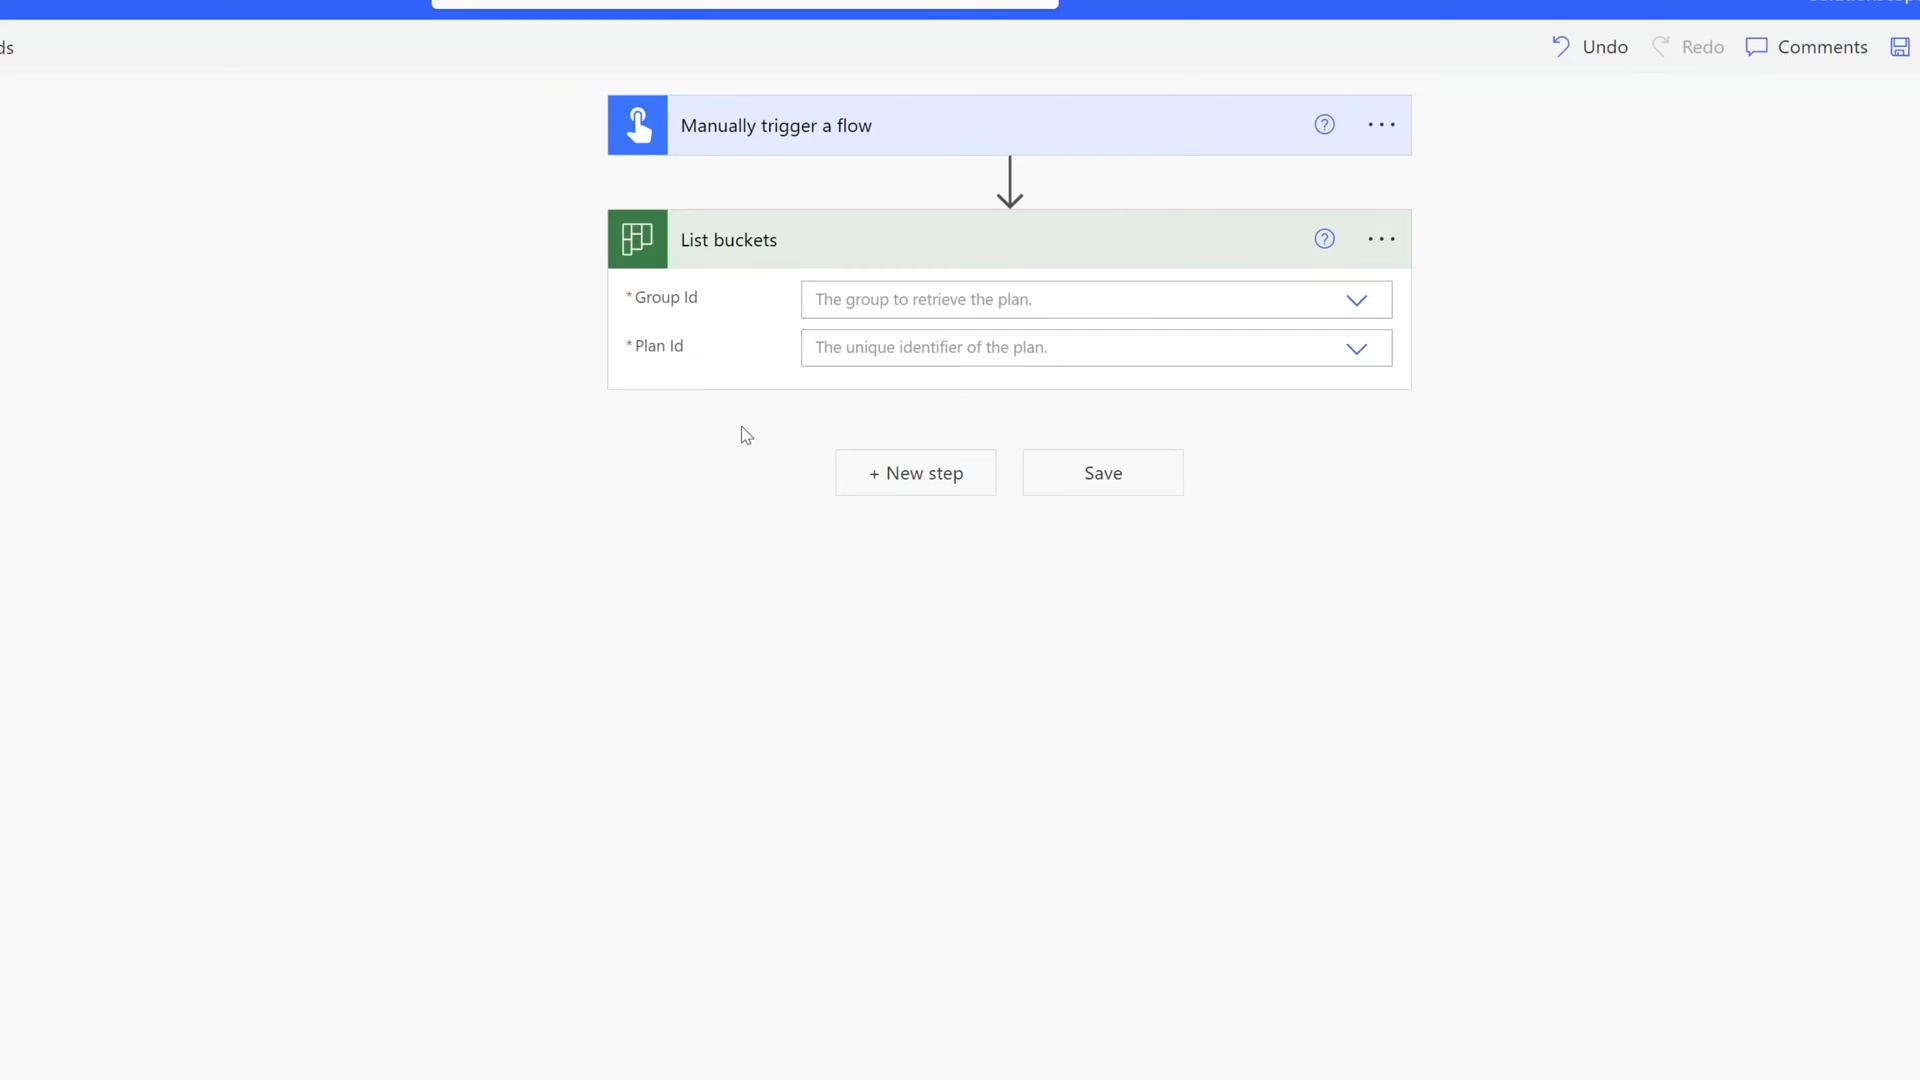 ds
Undo
Redo
Comments
Manually trigger a flow
?
...
List buckets
?
...
*Group Id
The group to retrieve the plan.
*Plan Id
The unique identifier of the plan.
+ New step
Save